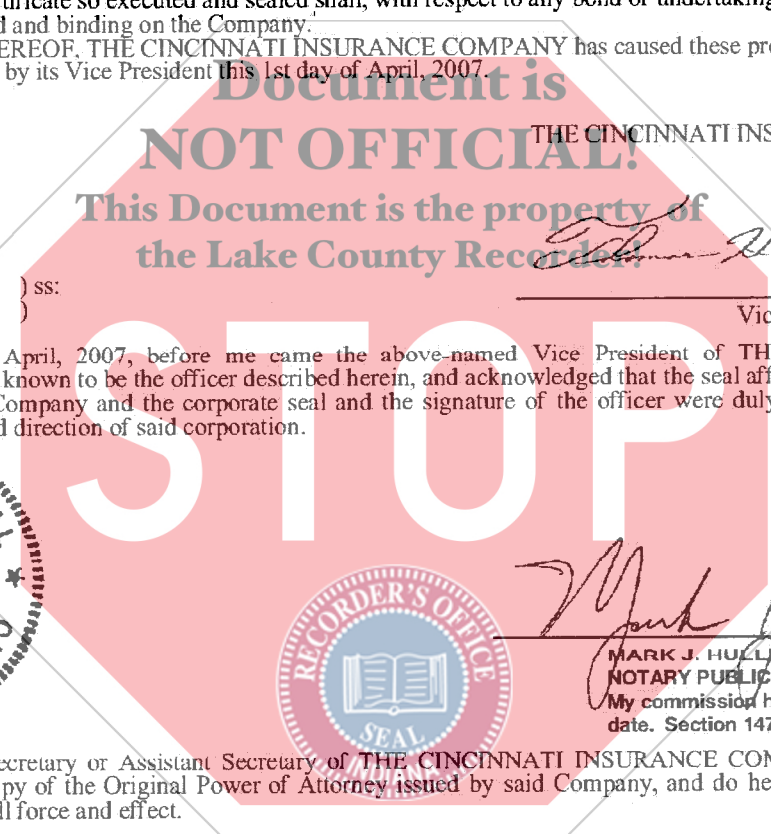 rtificate so executed and sealed shall, with respect to any bond or undertaking
d and binding on the Company.
EREOF, THE CINCINNATI INSURANCE COMPANY has caused these pre
by its Vice President this 1st day of April, 2007.
Document is
NOT OFFICIAL!
THE CINCINNATI INS
This Document is the property of
the Lake County Recorder!
) ss:
)
Vic
April, 2007, before me came the above-named Vice President of TH
known to be the officer described herein, and acknowledged that the seal aff
Company and the corporate seal and the signature of the officer were duly
d direction of said corporation.
STOP
RECORDER'S OFFICE
SEAL
INDIANA
Mark J
MARK J. HULL
NOTARY PUBLIC
My commission h
date. Section 147
ecretary or Assistant Secretary of THE CINCINNATI INSURANCE COM
py of the Original Power of Attorney issued by said Company, and do he
ll force and effect.